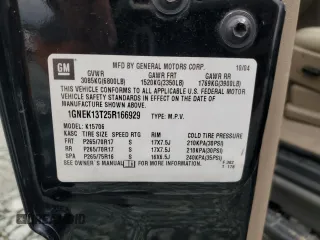 GM
MFD BY GENERAL MOTORS CORP. 10/04
GVWR GAWR FRT GAWR RR
3085KG(6800LB) 1520KG(3350LB) 1769KG(3900LB)
THIS VEHICLE CONFORMS TO ALL APPLICABLE U.S. FEDERAL MOTOR
VEHICLE SAFETY STANDARDS IN EFFECT ON THE DATE OF
MANUFACTURE SHOWN ABOVE.
1GNEK13T25R166929 TYPE: M.P.V.
MODEL: K15706
TIRE SIZE SPEED RTG RIM COLD TIRE PRESSURE
FRT P265/70R17 S 17X7.5J 210KPA(30PSI)
RR P265/70R17 S 17X7.5J 210KPA(30PSI)
SPA P265/75R16 S 240KPA(35PSI)
SEE OWNER'S MANUAL